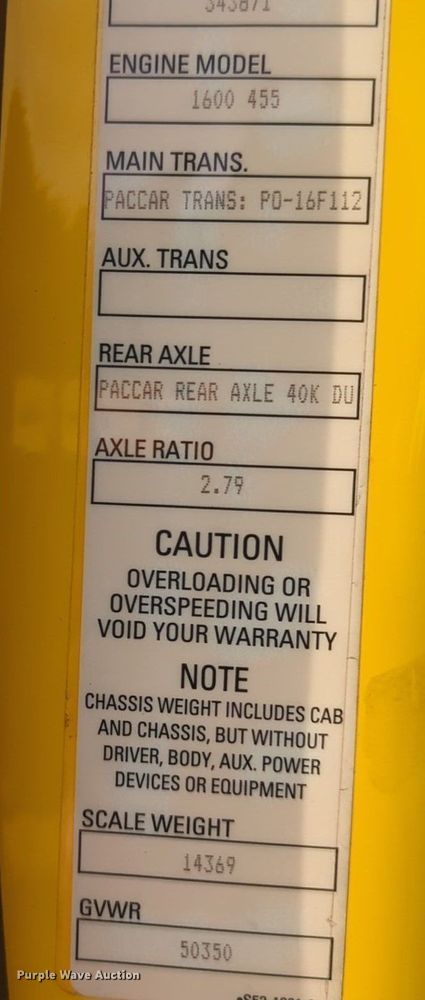 343871
ENGINE MODEL
1600 455
MAIN TRANS.
PACCAR TRANS: PO-16F112
AUX. TRANS
REAR AXLE
PACCAR REAR AXLE 40K DU
AXLE RATIO
2.79
CAUTION
OVERLOADING OR
OVERSPEEDING WILL
VOID YOUR WARRANTY
NOTE
CHASSIS WEIGHT INCLUDES CAB
AND CHASSIS, BUT WITHOUT
DRIVER, BODY, AUX. POWER
DEVICES OR EQUIPMENT
SCALE WEIGHT
14369
GVWR
50350
Purple Wave Auction